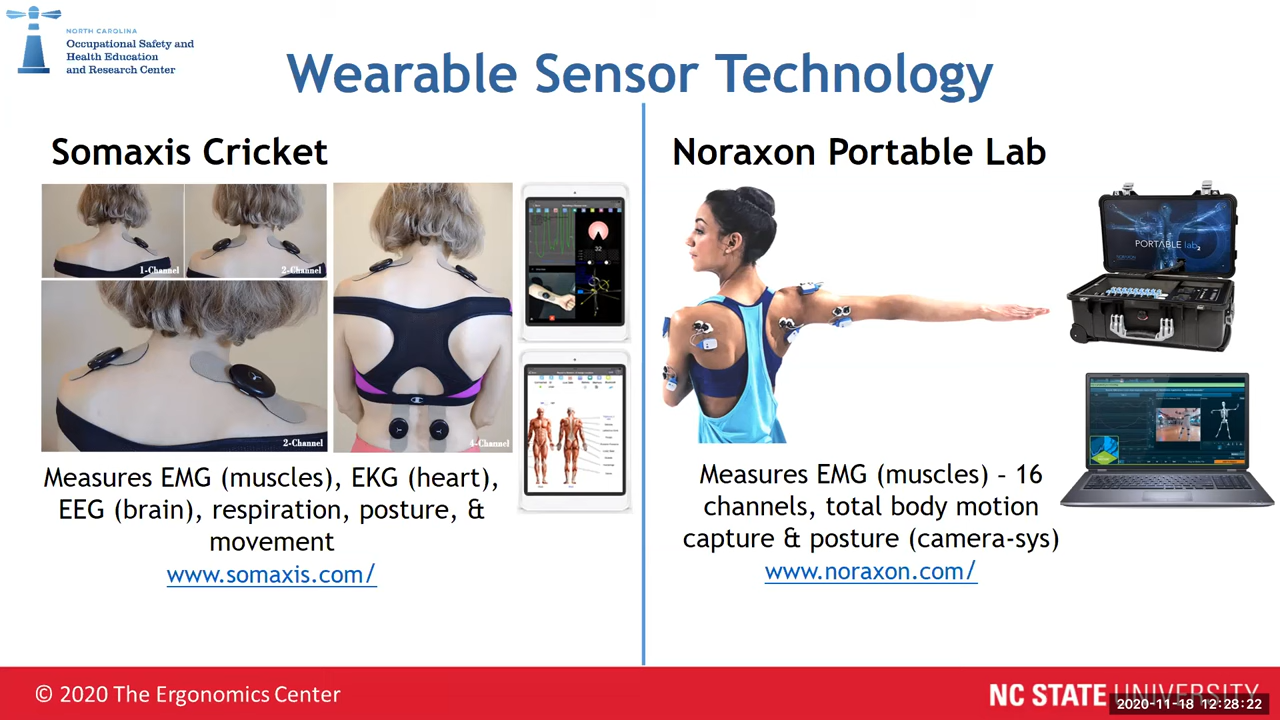 NORTH CAROLINA
Occupational Safety and
Health Education
and Research Center
Wearable Sensor Technology
Somaxis Cricket
1-Channel
2-Channel
2-Channel
4-Channel
32
Measures EMG (muscles), EKG (heart),
EEG (brain), respiration, posture, &
movement
www.somaxis.com/
Noraxon Portable Lab
PORTABLE lab
NORAXON
Measures EMG (muscles) – 16
channels, total body motion
capture & posture (camera-sys)
www.noraxon.com/
© 2020 The Ergonomics Center
NC STATE UNIVERSITY
2020-11-18 12:28:22